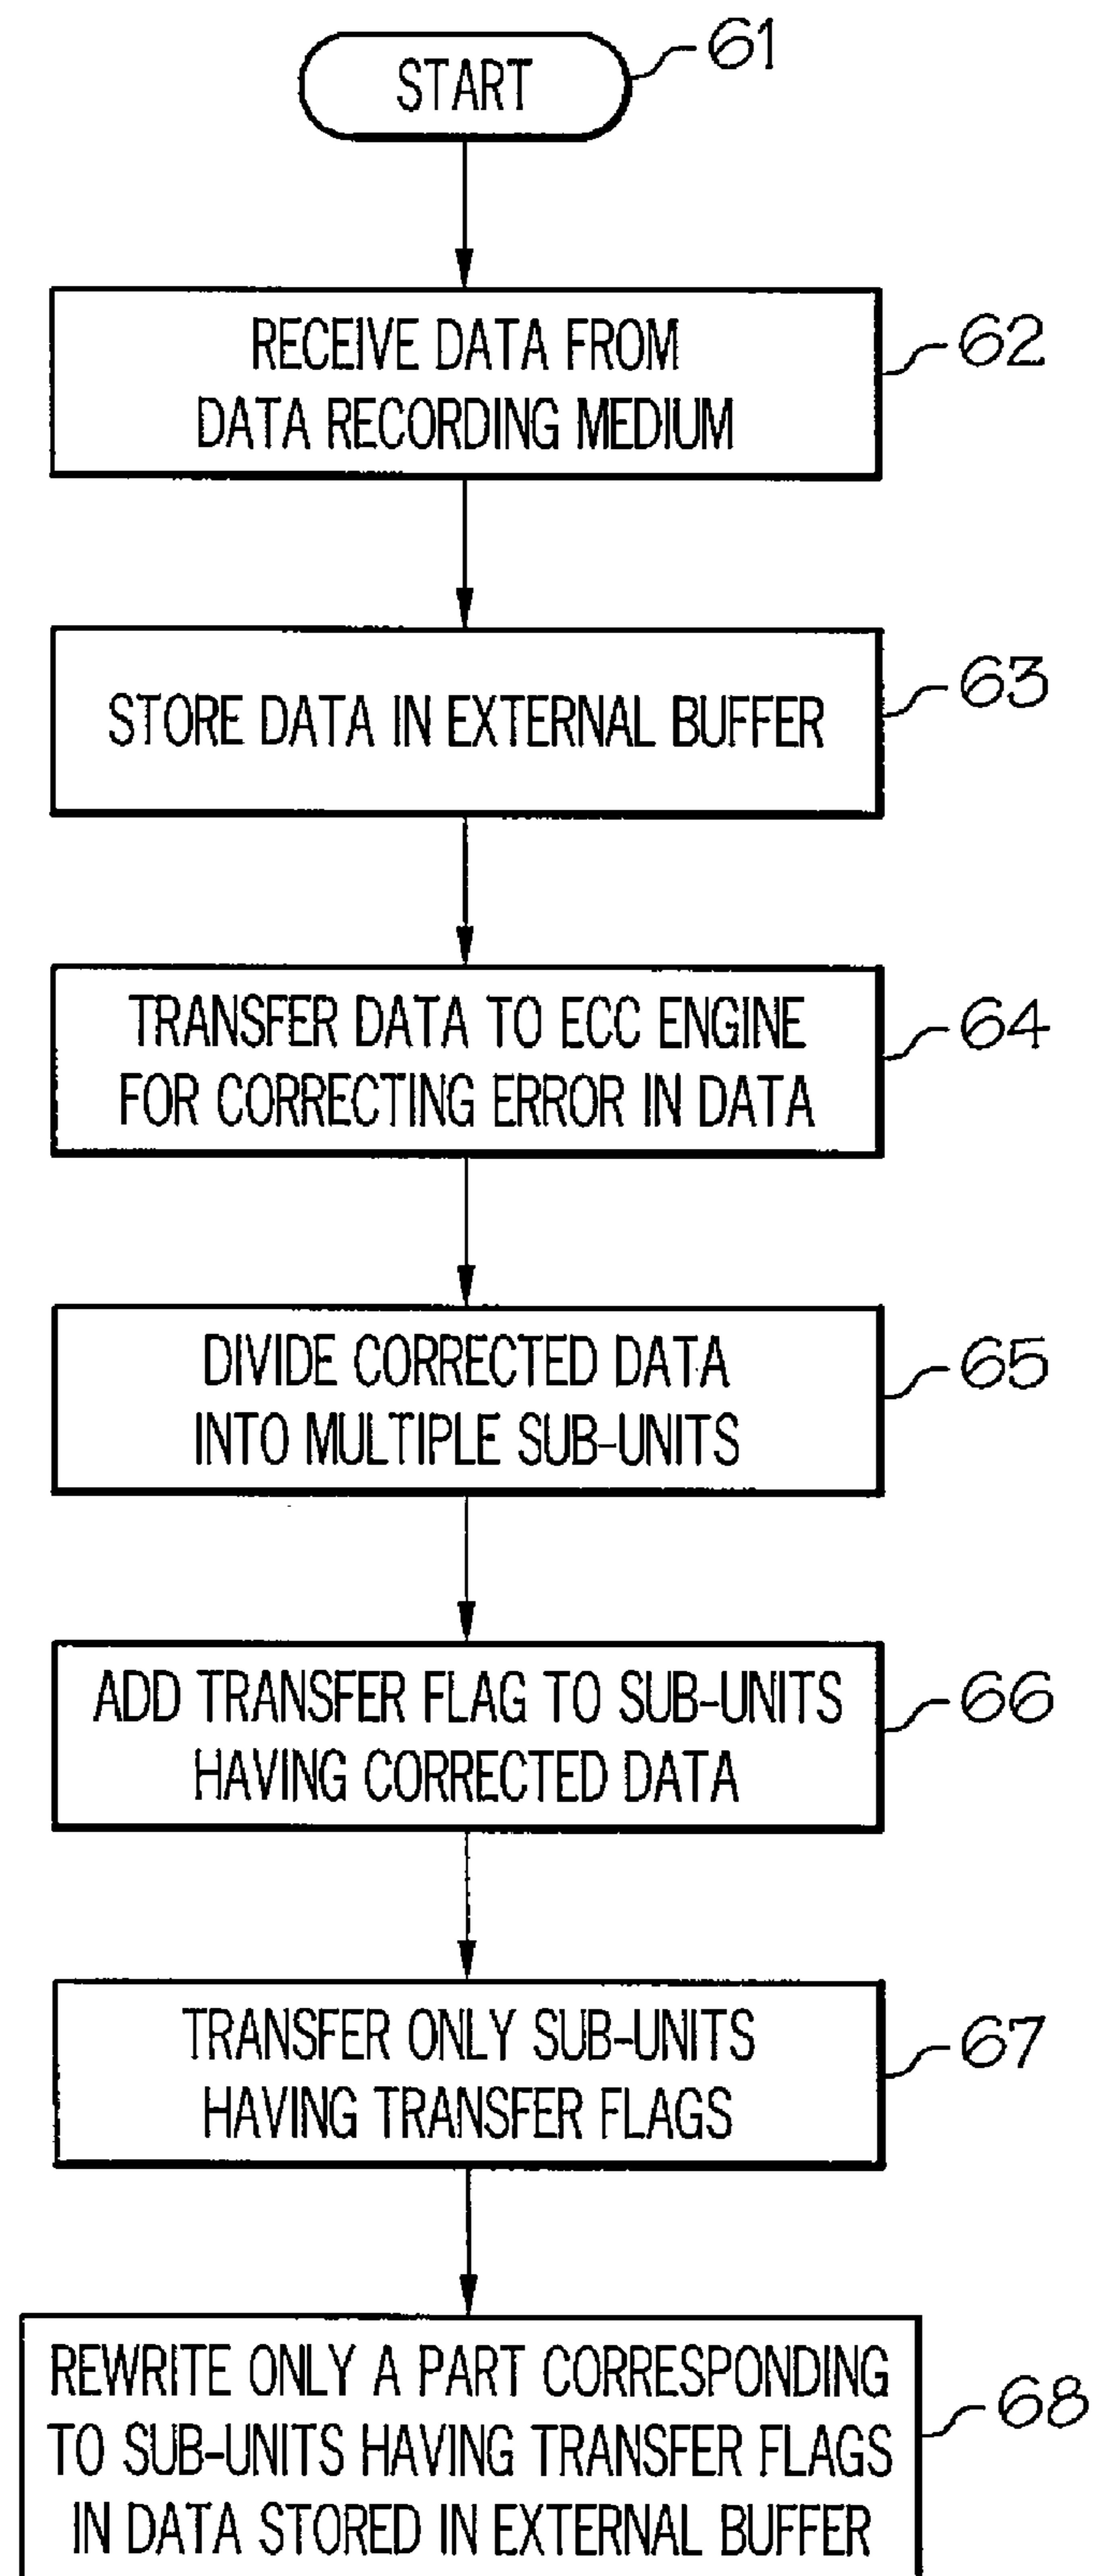 START
61
RECEIVE DATA FROM
DATA RECORDING MEDIUM
62
STORE DATA IN EXTERNAL BUFFER
63
TRANSFER DATA TO ECC ENGINE
FOR CORRECTING ERROR IN DATA
64
DIVIDE CORRECTED DATA
INTO MULTIPLE SUB-UNITS
65
ADD TRANSFER FLAG TO SUB-UNITS
HAVING CORRECTED DATA
66
TRANSFER ONLY SUB-UNITS
HAVING TRANSFER FLAGS
67
REWRITE ONLY A PART CORRESPONDING
TO SUB-UNITS HAVING TRANSFER FLAGS
IN DATA STORED IN EXTERNAL BUFFER
68